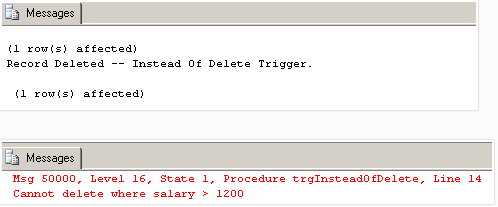 Messages
(1 row(s) affected)
Record Deleted -- Instead Of Delete Trigger.
(1 row(s) affected)
Messages
Msg 50000, Level 16, State 1, Procedure trgInsteadOfDelete, Line 14
Cannot delete where salary > 1200